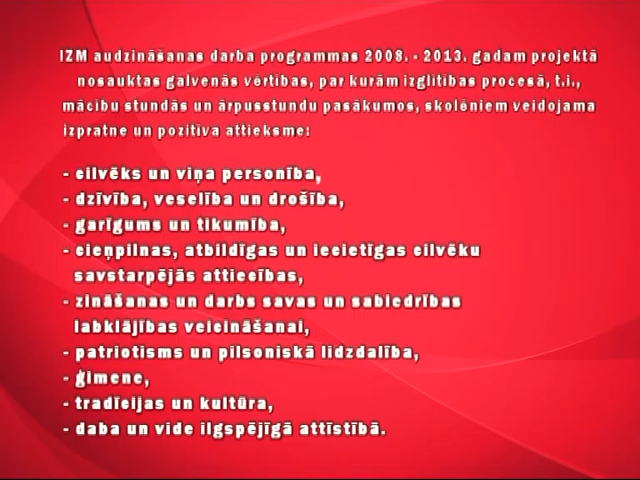 IZM audzināšanas darba programmas 2008. - 2013. gadam projektā
nosauktas galvenās vērtības, par kurām izglītības procesā, t.i.,
mācību stundās un ārpusstundu pasākumos, skolēniem veidojama
izpratne un pozitīva attieksme:
- cilvēks un viņa personība,
- dzīvība, veselība un drošība,
- garīgums un tikumība,
- cieņpilnas, atbildīgas un iecietīgas cilvēku
savstarpējās attiecības,
- zināšanas un darbs savas un sabiedrības
labklājības veicināšanai,
- patriotisms un pilsoniskā līdzdalība,
- ģimene,
- tradīcijas un kultūra,
- daba un vide ilgspējīgā attīstībā.